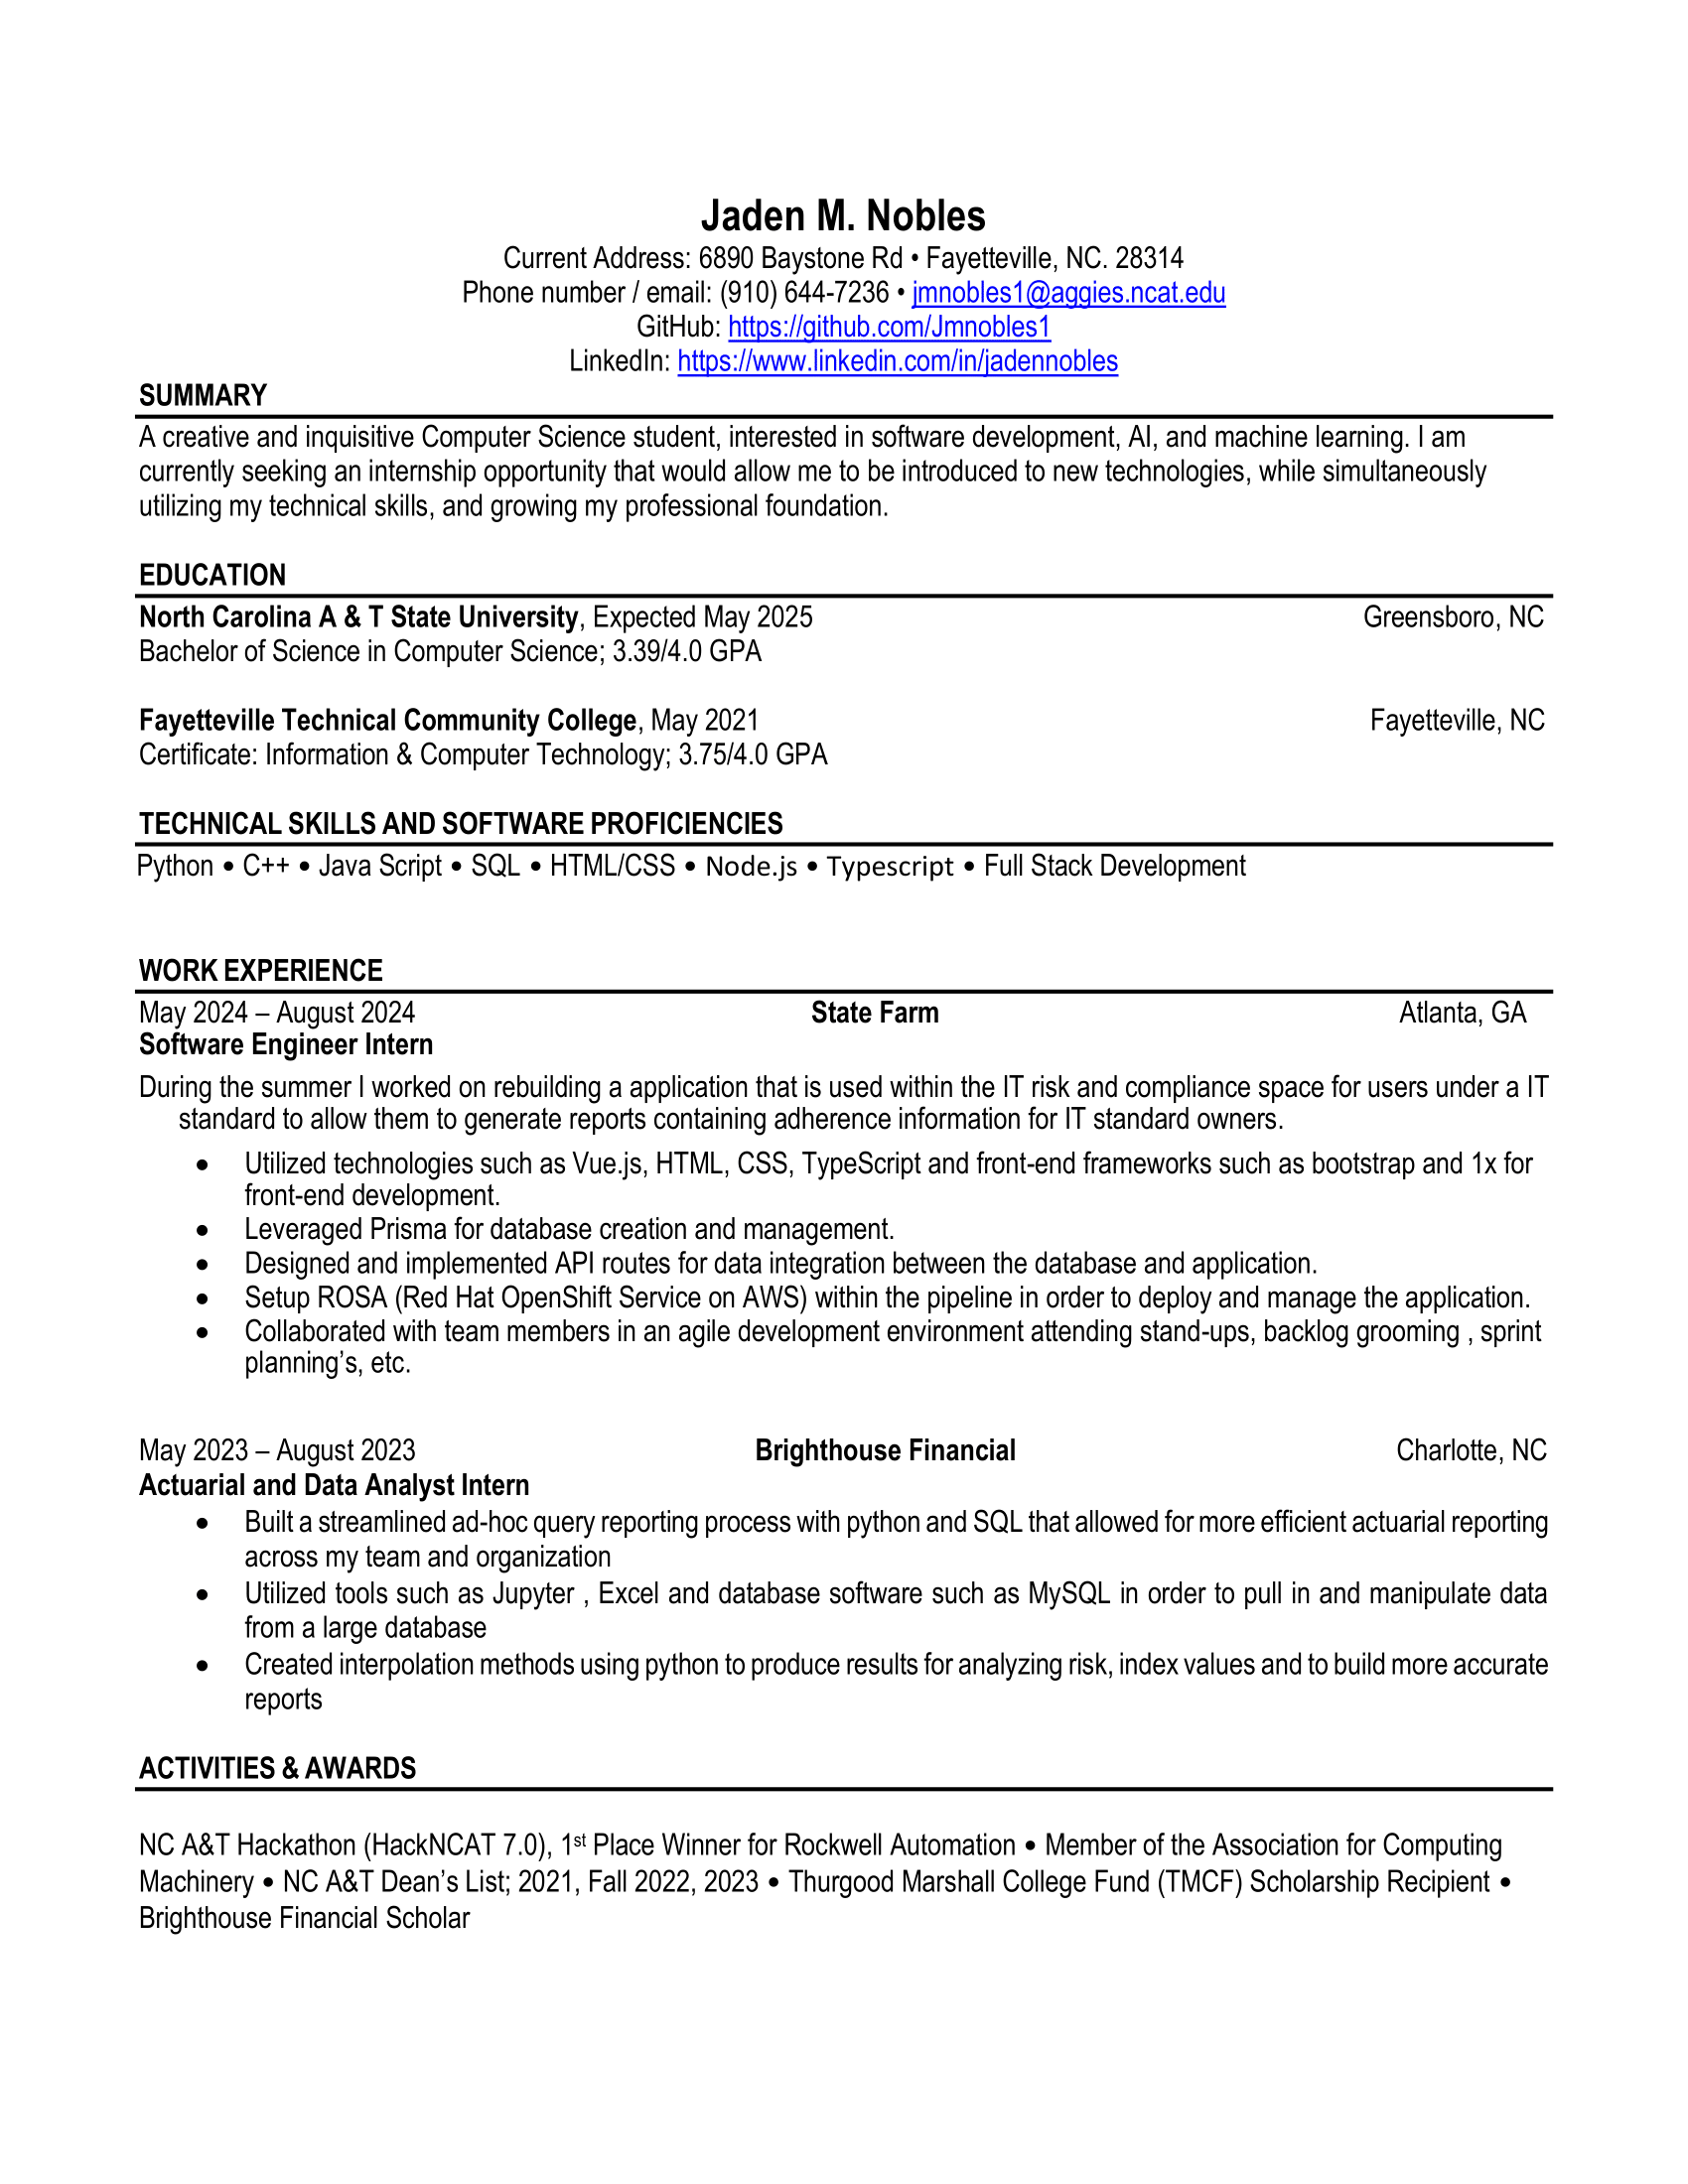 Jaden M. Nobles
Current Address: 6890 Baystone Rd • Fayetteville, NC. 28314
Phone number / email: (910) 644-7236 • jmnobles1@aggies.ncat.edu
GitHub: https://github.com/Jmnobles1
LinkedIn: https://www.linkedin.com/in/jadennobles
SUMMARY
A creative and inquisitive Computer Science student, interested in software development, AI, and machine learning. I am
currently seeking an internship opportunity that would allow me to be introduced to new technologies, while simultaneously
utilizing my technical skills, and growing my professional foundation.
EDUCATION
North Carolina A & T State University, Expected May 2025 Greensboro, NC
Bachelor of Science in Computer Science; 3.39/4.0 GPA
Fayetteville Technical Community College, May 2021 Fayetteville, NC
Certificate: Information & Computer Technology; 3.75/4.0 GPA
TECHNICAL SKILLS AND SOFTWARE PROFICIENCIES
Python • C++ • Java Script • SQL • HTML/CSS • Node.js • Typescript • Full Stack Development
WORK EXPERIENCE
May 2024 – August 2024 State Farm Atlanta, GA
Software Engineer Intern
During the summer I worked on rebuilding a application that is used within the IT risk and compliance space for users under a IT
standard to allow them to generate reports containing adherence information for IT standard owners.
• Utilized technologies such as Vue.js, HTML, CSS, TypeScript and front-end frameworks such as bootstrap and 1x for
front-end development.
• Leveraged Prisma for database creation and management.
• Designed and implemented API routes for data integration between the database and application.
• Setup ROSA (Red Hat OpenShift Service on AWS) within the pipeline in order to deploy and manage the application.
• Collaborated with team members in an agile development environment attending stand-ups, backlog grooming , sprint
planning’s, etc.
May 2023 – August 2023 Brighthouse Financial Charlotte, NC
Actuarial and Data Analyst Intern
• Built a streamlined ad-hoc query reporting process with python and SQL that allowed for more efficient actuarial reporting
across my team and organization
• Utilized tools such as Jupyter , Excel and database software such as MySQL in order to pull in and manipulate data
from a large database
• Created interpolation methods using python to produce results for analyzing risk, index values and to build more accurate
reports
ACTIVITIES & AWARDS
NC A&T Hackathon (HackNCAT 7.0), 1st Place Winner for Rockwell Automation • Member of the Association for Computing
Machinery • NC A&T Dean’s List; 2021, Fall 2022, 2023 • Thurgood Marshall College Fund (TMCF) Scholarship Recipient •
Brighthouse Financial Scholar